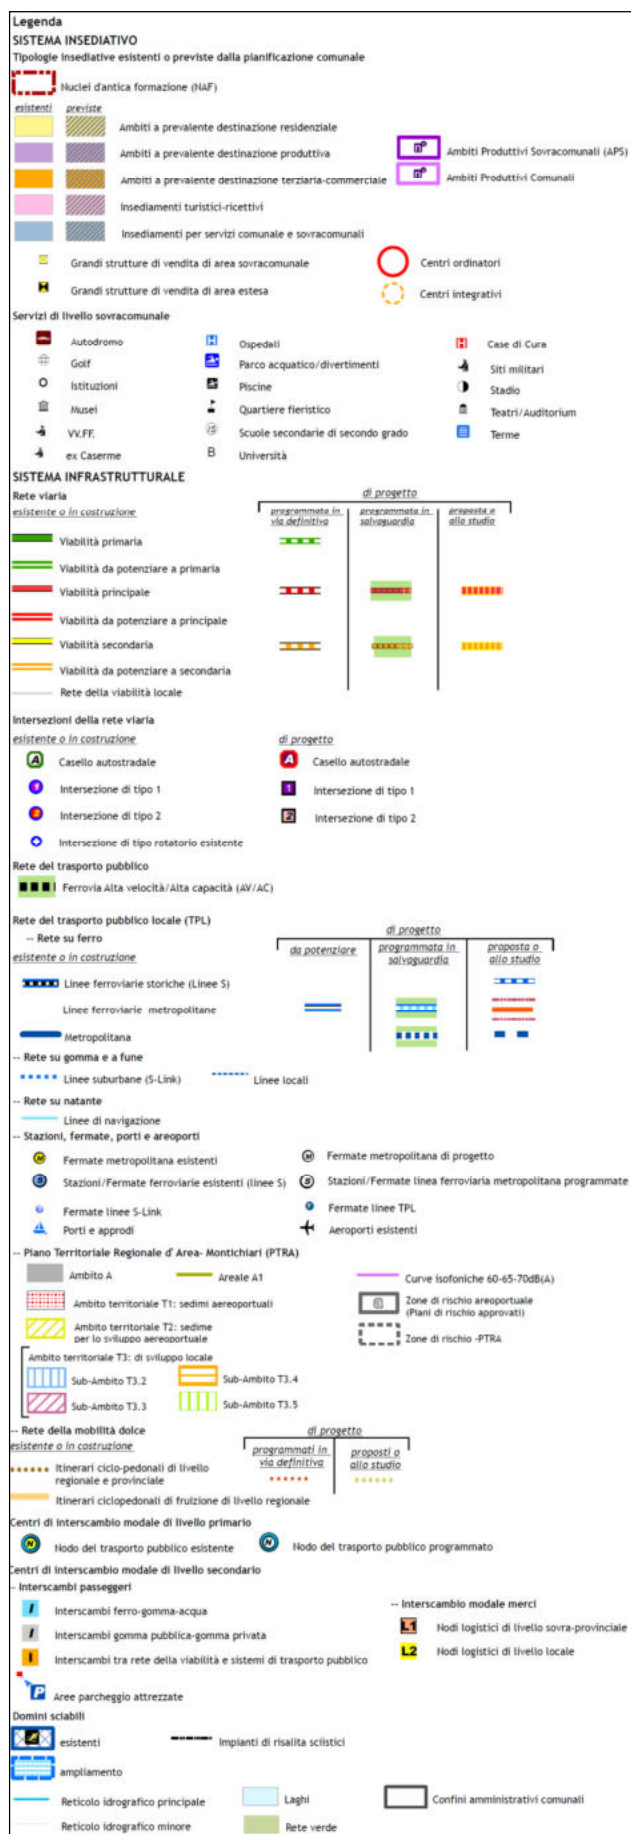 Legenda
SISTEMA INSEDIATIVO
Tipologie insediative esistenti o previste dalla pianificazione comunale
Nuclei d'antica formazione (NAF)
esistenti previste
Ambiti a prevalente destinazione residenziale
Ambiti a prevalente destinazione produttiva
Ambiti Produttivi Sovracomunali (APS)
Ambiti a prevalente destinazione terziaria-commerciale
Ambiti Produttivi Comunali
Insediamenti turistici-ricettivi
Insediamenti per servizi comunale e sovracomunali
Grandi strutture di vendita di area sovracomunale
Centri ordinatori
Grandi strutture di vendita di area estesa
Centri integrativi
Servizi di livello sovracomunale
Autodromo
Ospedali
Case di Cura
Golf
Parco acquatico/divertimenti
Siti militari
Istituzioni
Piscine
Stadio
Musei
Quartiere fieristico
Teatri/Auditorium
VV.FF.
Scuole secondarie di secondo grado
Terme
ex Caserme
B Università
SISTEMA INFRASTRUTTURALE
Rete viaria
di progetto
esistente o in costruzione
programmata in via definitiva
programmata in salvaguardia
proposta o allo studio
Viabilità primaria
Viabilità da potenziare a primaria
Viabilità principale
Viabilità da potenziare a principale
Viabilità secondaria
Viabilità da potenziare a secondaria
Rete della viabilità locale
Intersezioni della rete viaria
esistente o in costruzione
di progetto
A Casello autostradale
A Casello autostradale
1 Intersezione di tipo 1
1 Intersezione di tipo 1
2 Intersezione di tipo 2
2 Intersezione di tipo 2
Intersezione di tipo rotatorio esistente
Rete del trasporto pubblico
Ferrovia Alta velocità/Alta capacità (AV/AC)
Rete del trasporto pubblico locale (TPL)
di progetto
-- Rete su ferro
esistente o in costruzione
da potenziare
programmata in salvaguardia
proposta o allo studio
Linee ferroviarie storiche (Linee S)
Linee ferroviarie metropolitane
Metropolitana
-- Rete su gomma e a fune
Linee suburbane (S-Link)
Linee locali
-- Rete su natante
Linee di navigazione
-- Stazioni, fermate, porti e areoporti
M Fermate metropolitana esistenti
M Fermate metropolitana di progetto
S Stazioni/Fermate ferroviarie esistenti (linee S)
S Stazioni/Fermate linea ferroviaria metropolitana programmate
Fermate linee S-Link
Fermate linee TPL
Porti e approdi
Aeroporti esistenti
-- Piano Territoriale Regionale d' Area- Montichiari (PTRA)
Ambito A
Areale A1
Curve isofoniche 60-65-70dB(A)
Ambito territoriale T1: sedimi aereoportuali
Zone di rischio areoportuale
(Piani di rischio approvati)
Ambito territoriale T2: sedime
per lo sviluppo aereoportuale
Zone di rischio -PTRA
Ambito territoriale T3: di sviluppo locale
Sub-Ambito T3.2
Sub-Ambito T3.4
Sub-Ambito T3.3
Sub-Ambito T3.5
-- Rete della mobilità dolce
di progetto
esistente o in costruzione
programmati in via definitiva
proposti o allo studio
Itinerari ciclo-pedonali di livello
regionale e provinciale
Itinerari ciclopedonali di fruizione di livello regionale
Centri di interscambio modale di livello primario
N Nodo del trasporto pubblico esistente
N Nodo del trasporto pubblico programmato
Centri di interscambio modale di livello secondario
-- Interscambi passeggeri
-- Interscambio modale merci
I Interscambi ferro-gomma-acqua
L1 Nodi logistici di livello sovra-provinciale
I Interscambi gomma pubblica-gomma privata
L2 Nodi logistici di livello locale
I Interscambi tra rete della viabilità e sistemi di trasporto pubblico
P Aree parcheggio attrezzate
Domini sciabili
esistenti
Impianti di risalita sciistici
ampliamento
Reticolo idrografico principale
Laghi
Confini amministrativi comunali
Reticolo idrografico minore
Rete verde